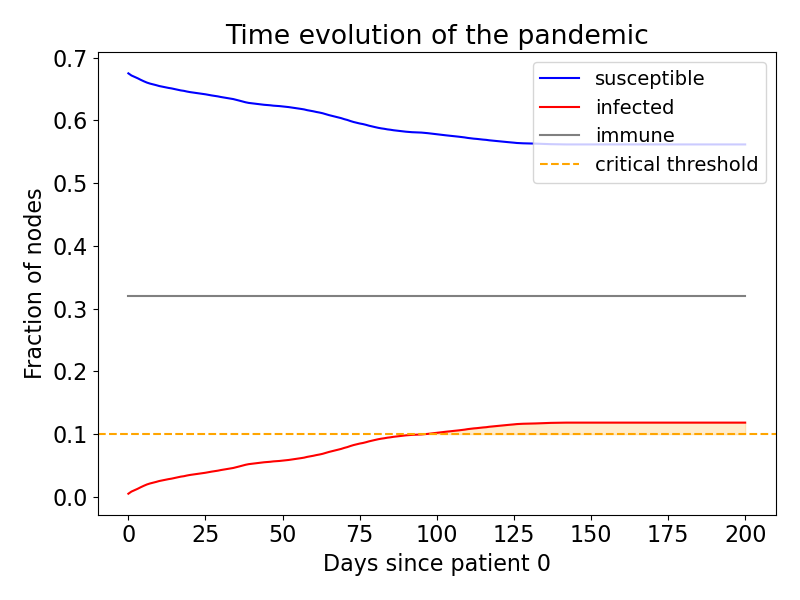 Time evolution of the pandemic
Fraction of nodes
0.7
0.6
0.5
0.4
0.3
0.2
0.1
0.0
susceptible
infected
immune
critical threshold
0 25 50 75 100 125 150 175 200
Days since patient 0